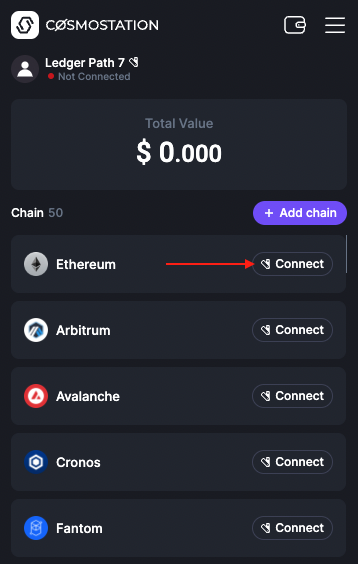 COSMOSTATION
Ledger Path 7
Not Connected
Total Value
$ 0.000
Chain 50
+ Add chain
Ethereum
Connect
Arbitrum
Connect
Avalanche
Connect
Cronos
Connect
Fantom
Connect